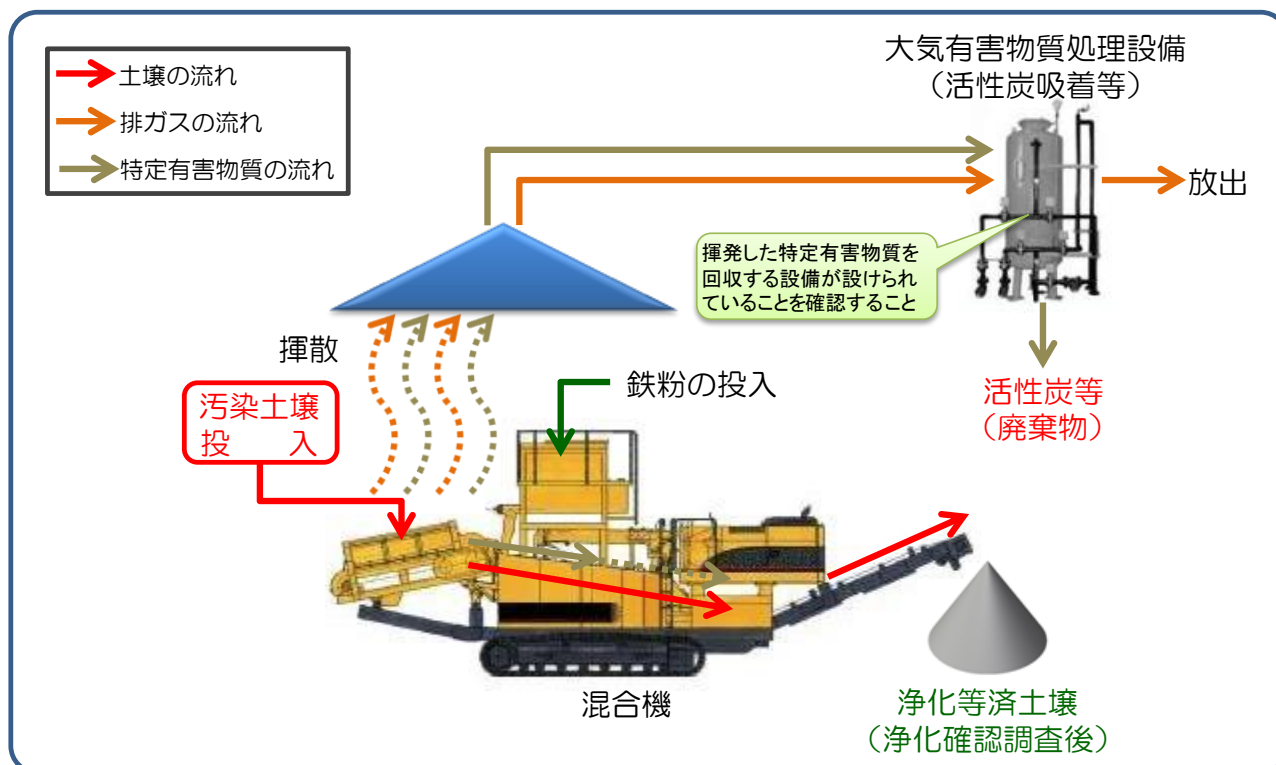 土壌の流れ
排ガスの流れ
特定有害物質の流れ
大気有害物質処理設備
（活性炭吸着等）
放出
揮発した特定有害物質を
回収する設備が設けられ
ていることを確認すること
揮散
鉄粉の投入
汚染土壌
投　　入
活性炭等
（廃棄物）
混合機
浄化等済土壌
（浄化確認調査後）